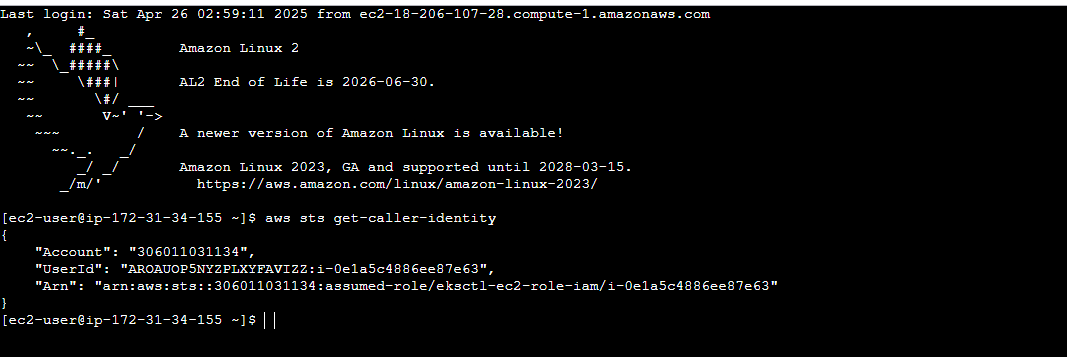 Last login: Sat Apr 26 02:59:11 2025 from ec2-18-206-107-28.compute-1.amazonaws.com
   ,     #_
   ~\_  ####_        Amazon Linux 2
  ~~  \_#####\
  ~~     \###|       AL2 End of Life is 2026-06-30.
  ~~       \#/ ___
   ~~       V~' '->
    ~~~         /    A newer version of Amazon Linux is available!
      ~~._.   _/
         _/ _/       Amazon Linux 2023, GA and supported until 2028-03-15.
       _/m/'           https://aws.amazon.com/linux/amazon-linux-2023/
[ec2-user@ip-172-31-34-155 ~]$ aws sts get-caller-identity
{
    "Account": "306011031134",
    "UserId": "AROAUOP5NYZPLXYFAVIZZ:i-0e1a5c4886ee87e63",
    "Arn": "arn:aws:sts::306011031134:assumed-role/eksctl-ec2-role-iam/i-0e1a5c4886ee87e63"
}
[ec2-user@ip-172-31-34-155 ~]$